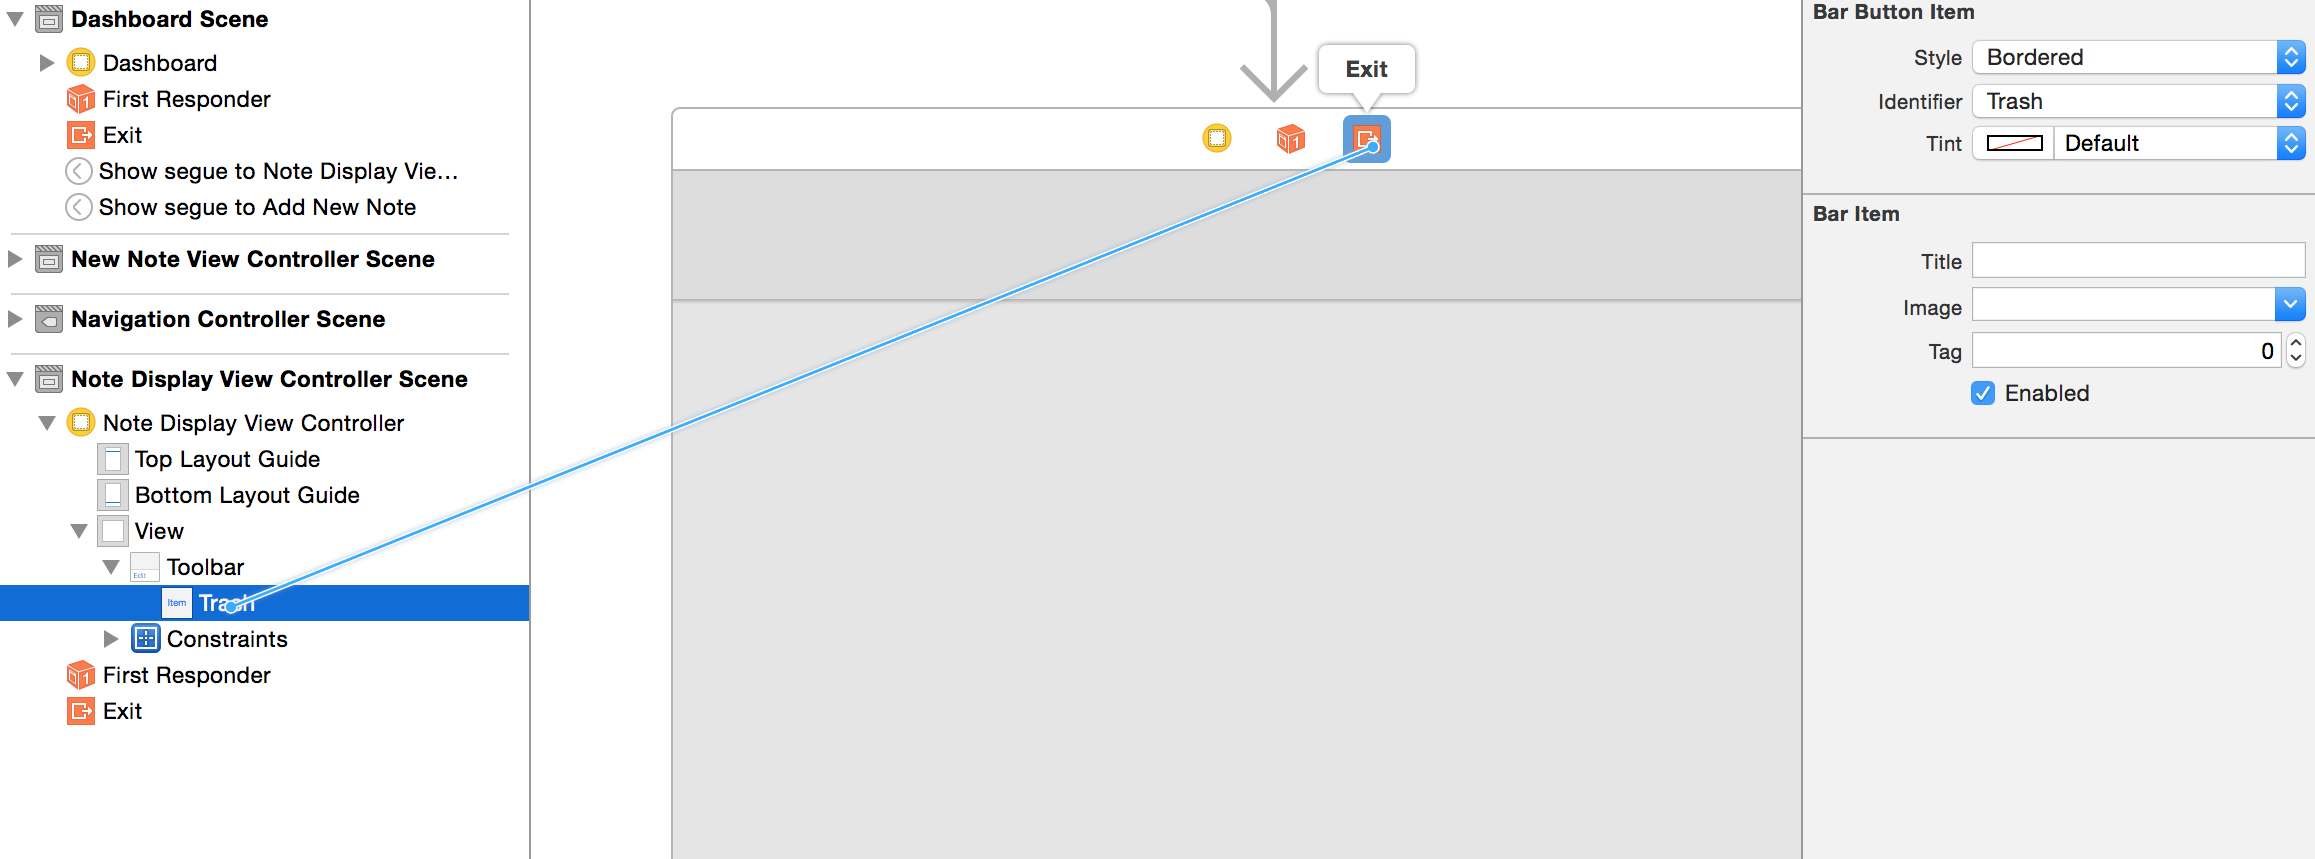 Dashboard Scene
Dashboard
First Responder
Exit
Show segue to Note Display Vie...
Show segue to Add New Note
New Note View Controller Scene
Navigation Controller Scene
Note Display View Controller Scene
Note Display View Controller
Top Layout Guide
Bottom Layout Guide
View
Edit
Toolbar
Item
Trash
Constraints
First Responder
Exit
Exit
Bar Button Item
Style Bordered
Identifier Trash
Tint Default
Bar Item
Title
Image
Tag 0
Enabled